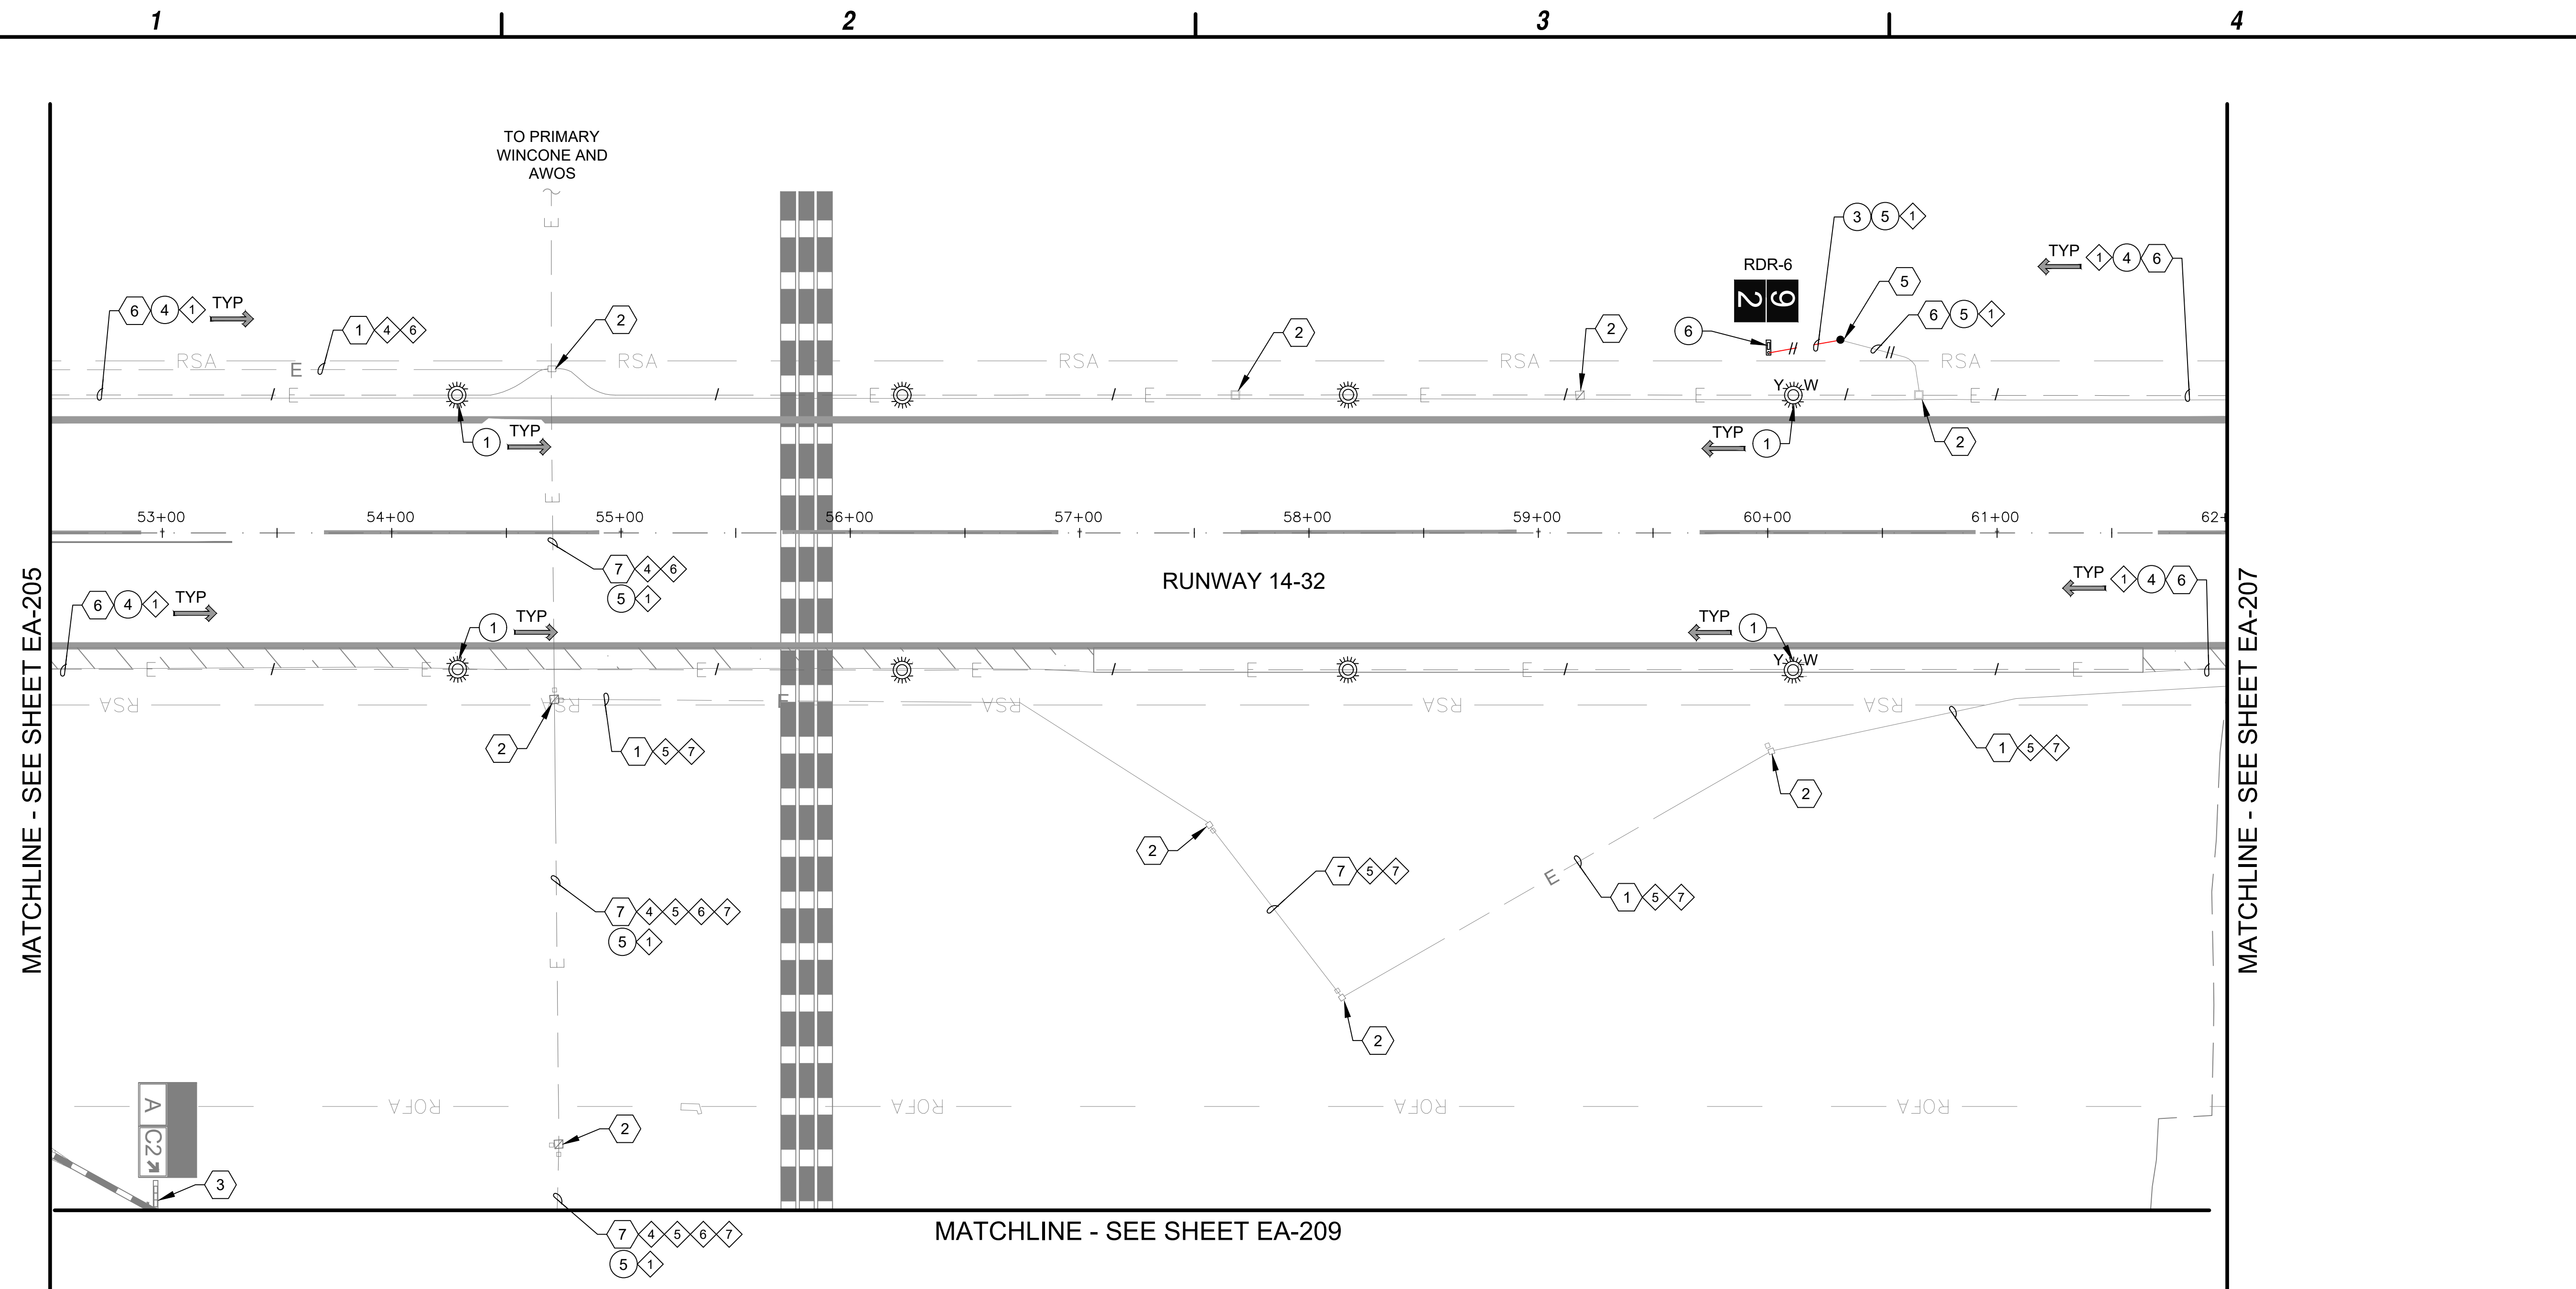 1 2 3 4
TO PRIMARY
WINCONE AND
AWOS
E
3 5 1
RDR-6
9
2
TYP 1 4 6
5
6
6 5 1
6 4 1 TYP
1 4 6
2
2
2
RSA RSA RSA RSA RSA
E
E E E E E E E
Y W
1 TYP
TYP 1
2
E
53+00 54+00 55+00 56+00 57+00 58+00 59+00 60+00 61+00 62+
7 4 6
5 1
RUNWAY 14-32
TYP 1 4 6
6 4 1 TYP
1 TYP
TYP 1
MATCHLINE - SEE SHEET EA-205
MATCHLINE - SEE SHEET EA-207
Y W
E E E E E E E E
RSA RSA RSA RSA RSA
E
2
1 5 7
1 5 7
2
2
7 5 7
E
1 5 7
7 4 5 6 7
5 1
E
2
A
C2
ROFA ROFA ROFA ROFA
2
3
MATCHLINE - SEE SHEET EA-209
7 4 5 6 7
5 1